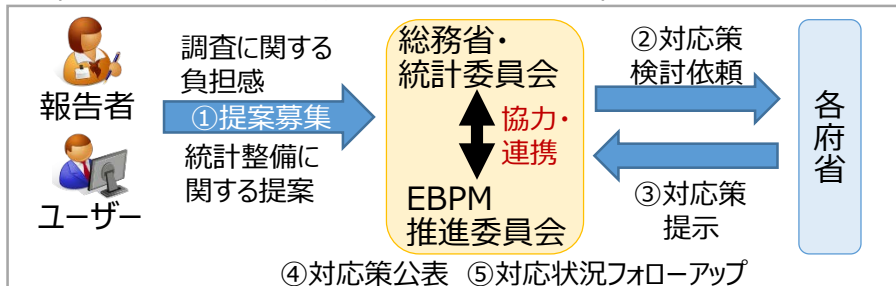 報告者
ユーザー
調査に関する
負担感
①提案募集
統計整備に
関する提案
総務省・
統計委員会
協力・
連携
EBPM
推進委員会
②対応策
検討依頼
③対応策
提示
各府省
④対応策公表 ⑤対応状況フォローアップ